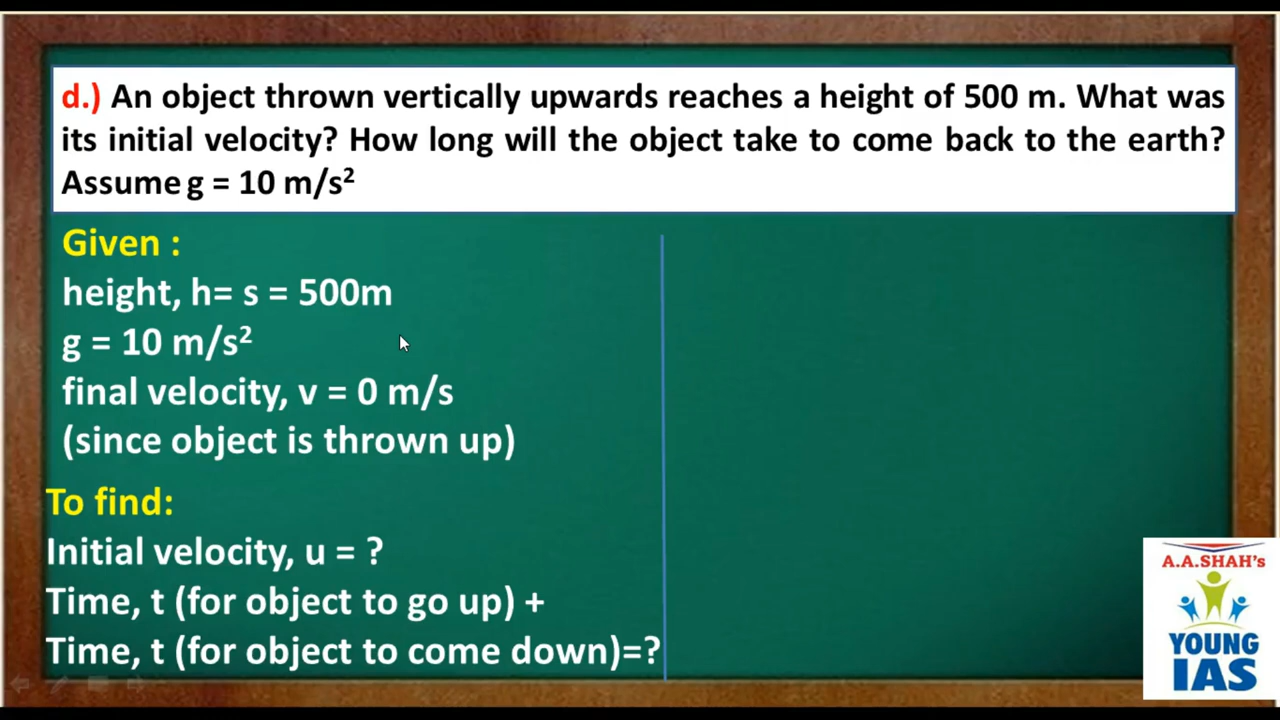 d.) An object thrown vertically upwards reaches a height of 500 m. What was
its initial velocity? How long will the object take to come back to the earth?
Assume g = 10 m/s²
Given :
height, h= s = 500m
g = 10 m/s²
final velocity, v = 0 m/s
(since object is thrown up)
To find:
Initial velocity, u = ?
Time, t (for object to go up) +
Time, t (for object to come down)=?
A.A.SHAH's
YOUNG
IAS